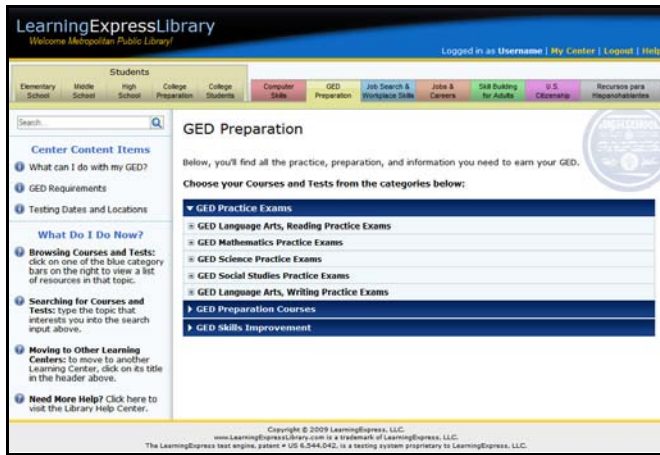 LearningExpressLibrary
Welcome Metropolitan Public Library!
Logged in as Username | My Center | Logout | Help
Students
Elementary School
Middle School
High School
College Preparation
College Students
Computer Skills
GED Preparation
Job Search & Workplace Skills
Jobs & Careers
Skill Building for Adults
U.S. Citizenship
Recursos para Hispanohablantes
Search...
Center Content Items
What can I do with my GED?
GED Requirements
Testing Dates and Locations
What Do I Do Now?
Browsing Courses and Tests:
click on one of the blue category
bars on the right to view a list
of resources in that topic.
Searching for Courses and
Tests: type the topic that
interests you into the search
input above.
Moving to Other Learning
Centers: to move to another
Learning Center, click on its title
in the header above.
Need More Help? Click here to
visit the Library Help Center.
GED Preparation
HIGH SCHOOL
Below, you'll find all the practice, preparation, and information you need to earn your GED.
Choose your Courses and Tests from the categories below:
GED Practice Exams
GED Language Arts, Reading Practice Exams
GED Mathematics Practice Exams
GED Science Practice Exams
GED Social Studies Practice Exams
GED Language Arts, Writing Practice Exams
GED Preparation Courses
GED Skills Improvement
Copyright © 2009 LearningExpress, LLC.
www.LearningExpressLibrary.com is a trademark of LearningExpress, LLC.
The LearningExpress test engine, patent # US 6,544,042, is a testing system proprietary to LearningExpress, LLC.